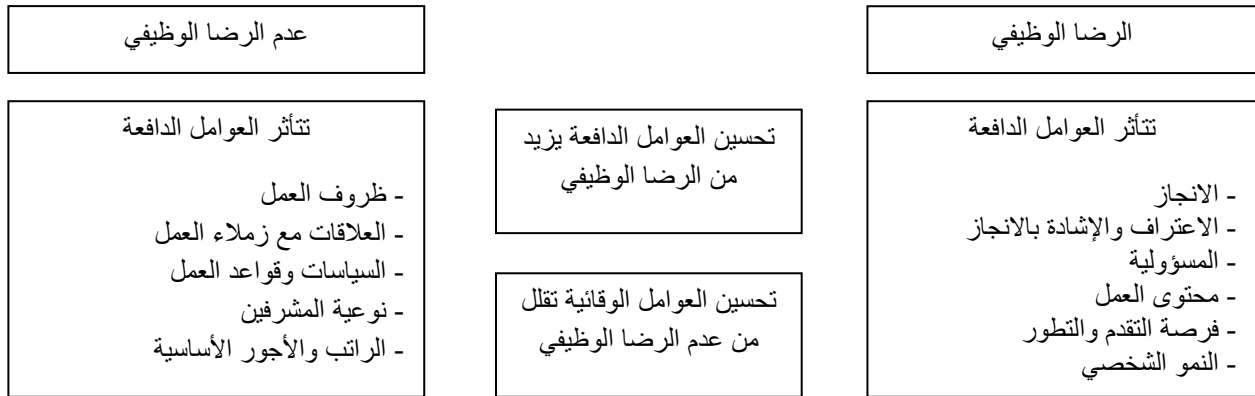 الرضا الوظيفي
تتأثر العوامل الدافعة
- الانجاز
- الاعتراف والإشادة بالانجاز
- المسؤولية
- محتوى العمل
- فرصة التقدم والتطور
- النمو الشخصي
تحسين العوامل الدافعة يزيد
من الرضا الوظيفي
تحسين العوامل الوقائية تقلل
من عدم الرضا الوظيفي
عدم الرضا الوظيفي
تتأثر العوامل الدافعة
- ظروف العمل
- العلاقات مع زملاء العمل
- السياسات وقواعد العمل
- نوعية المشرفين
- الراتب والأجور الأساسية